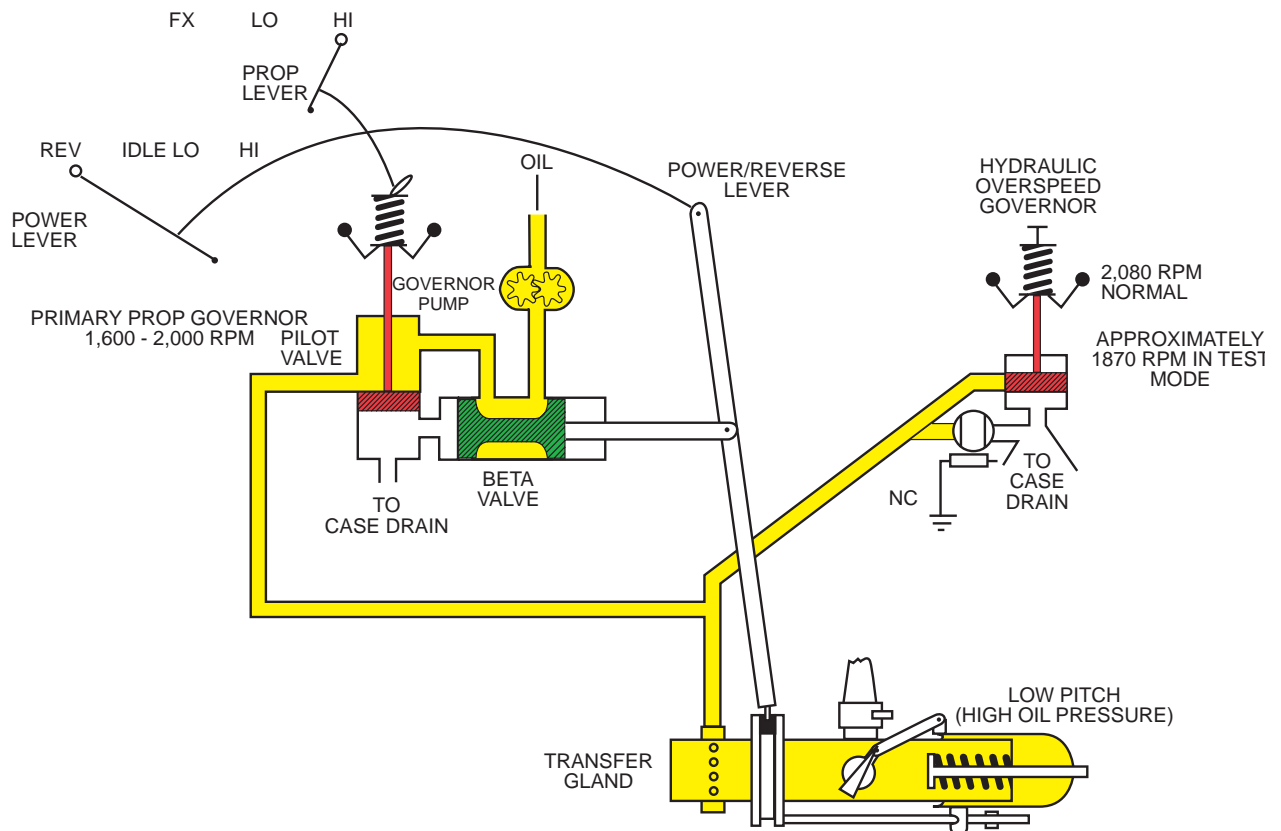 FX LO HI
PROP
LEVER
REV IDLE LO HI
POWER
LEVER
OIL
POWER/REVERSE
LEVER
HYDRAULIC
OVERSPEED
GOVERNOR
2,080 RPM
NORMAL
GOVERNOR
PUMP
PRIMARY PROP GOVERNOR
1,600 - 2,000 RPM
PILOT
VALVE
APPROXIMATELY
1870 RPM IN TEST
MODE
BETA
VALVE
TO
CASE DRAIN
NC
TO
CASE
DRAIN
LOW PITCH
(HIGH OIL PRESSURE)
TRANSFER
GLAND